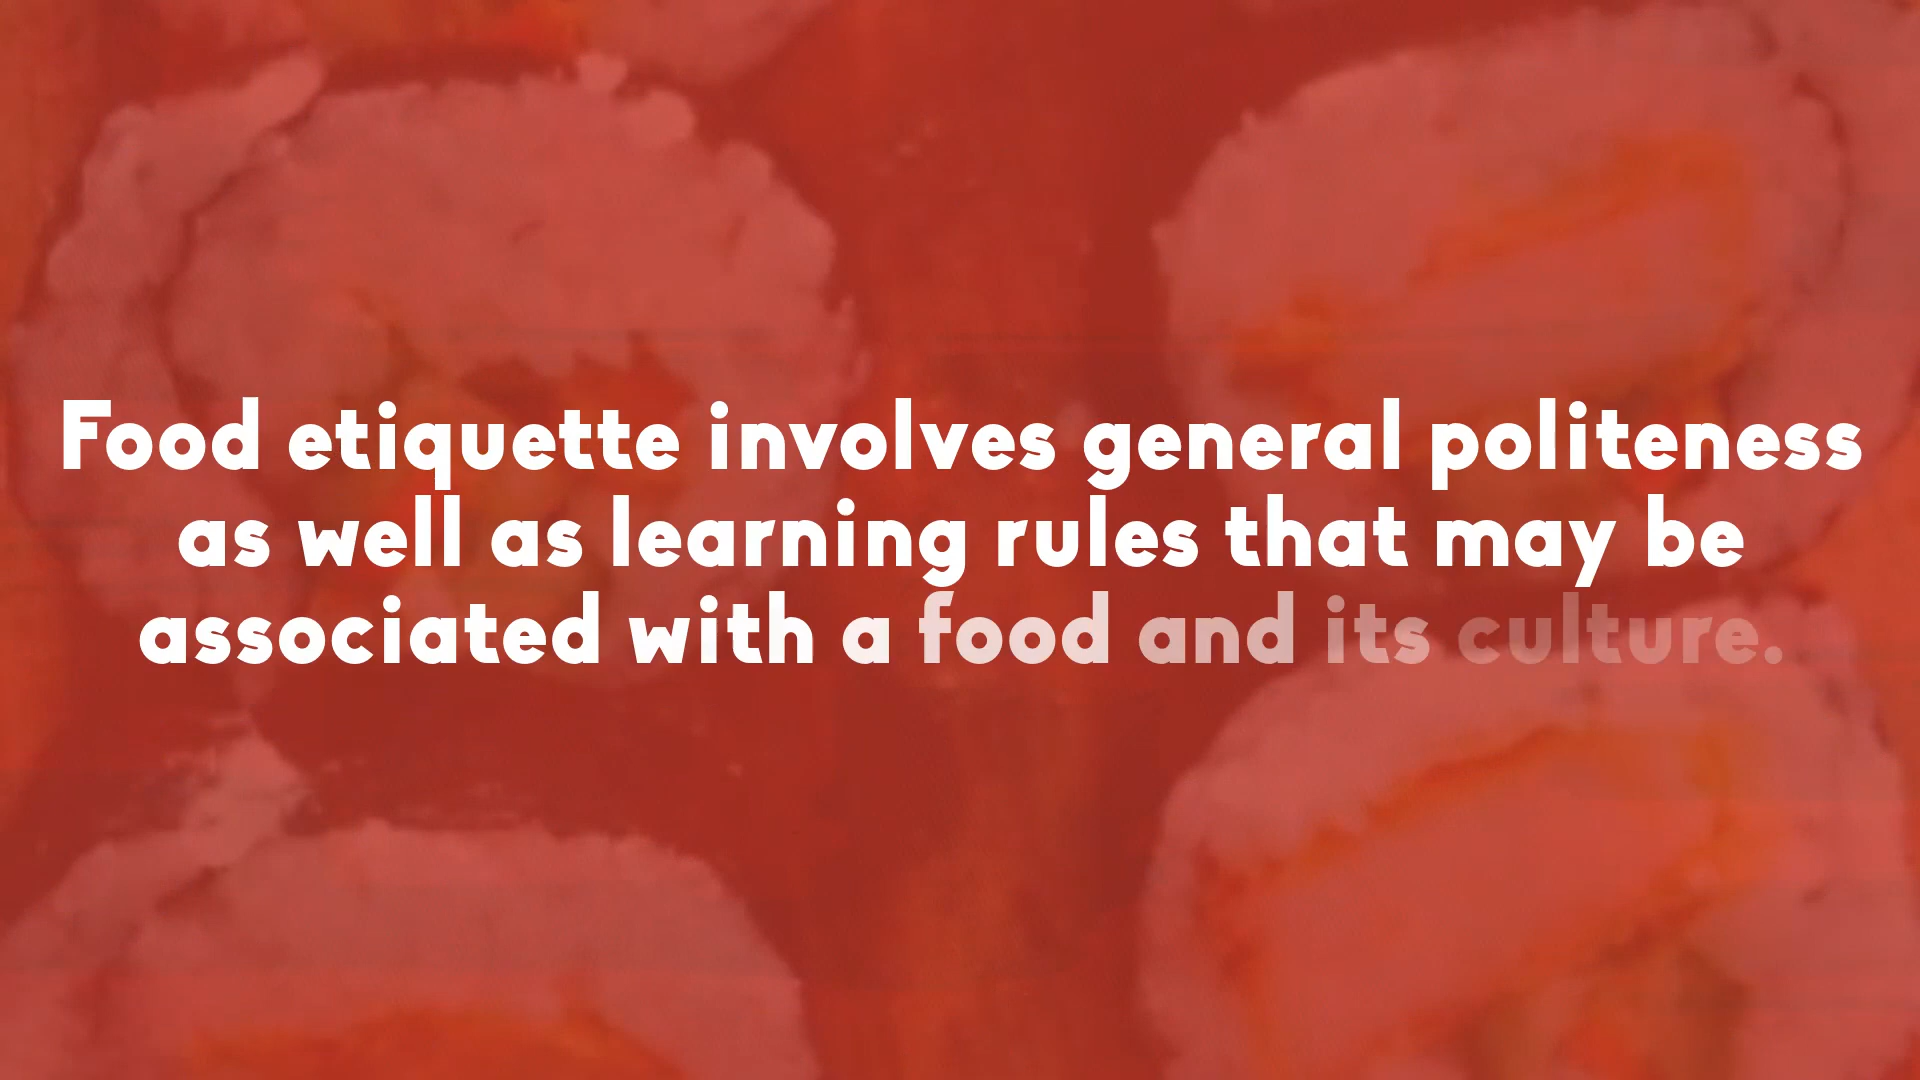 Food etiquette involves general politeness
as well as learning rules that may be
associated with a food and its culture.